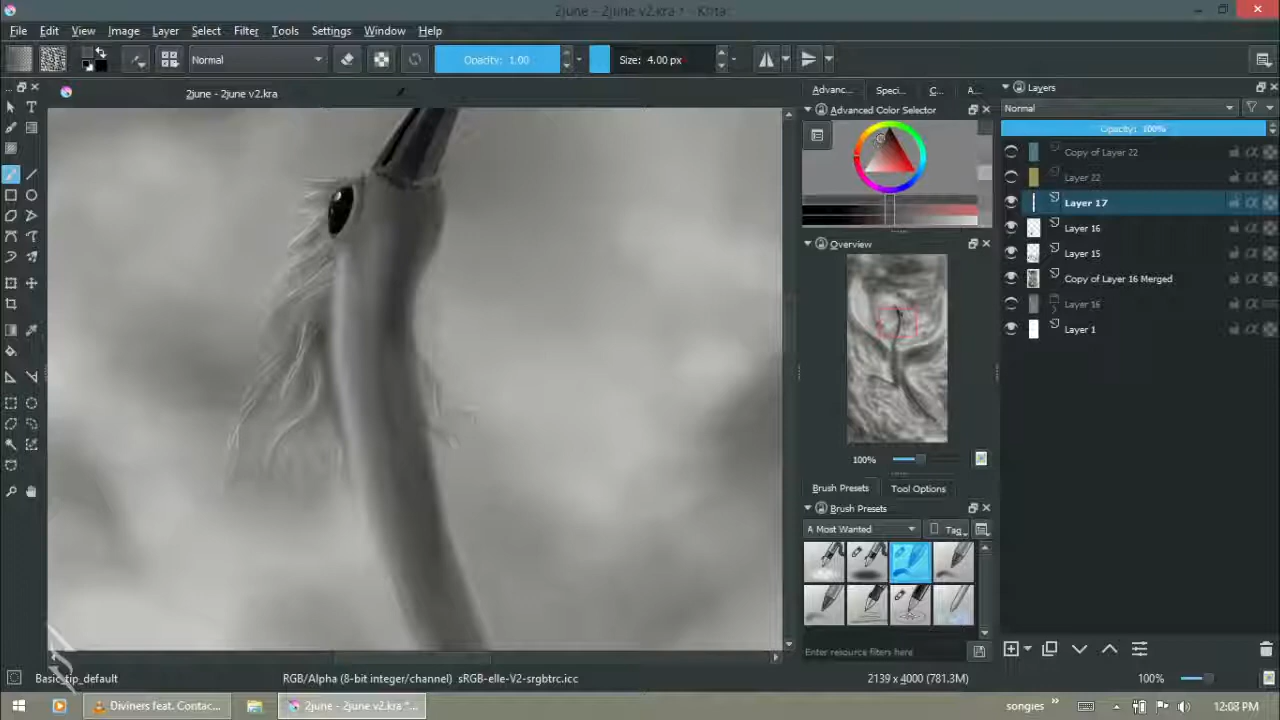 2june - 2june v2.kra * - Krita
File Edit View Image Layer Select Filter Tools Settings Window Help
Normal
Opacity: 1.00
Size: 4.00 px
2june - 2june v2.kra
Advanc...
Speci...
C...
A...
Advanced Color Selector
Overview
100%
Brush Presets
Tool Options
Brush Presets
A Most Wanted
Tag
Enter resource filters here
Layers
Normal
Opacity: 100%
Copy of Layer 22
Layer 22
Layer 17
Layer 16
Layer 15
Copy of Layer 16 Merged
Layer 16
Layer 1
Basic_tip_default
RGB/Alpha (8-bit integer/channel) sRGB-elle-V2-srgbtrc.icc
2139 x 4000 (781.3M)
100%
Diviners feat. Contac...
2june - 2june v2.kra *...
songies
12:08 PM